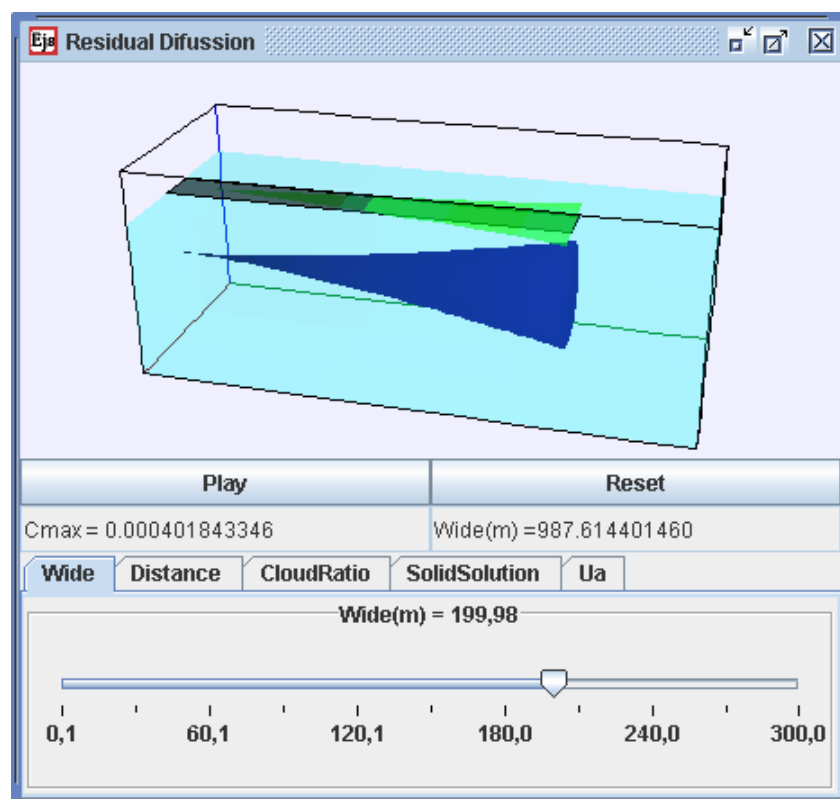 Ejs Residual Difussion
Play Reset
Cmax = 0.000401843346 Wide(m) =987.614401460
Wide Distance CloudRatio SolidSolution Ua
Wide(m) = 199,98
0,1 60,1 120,1 180,0 240,0 300,0